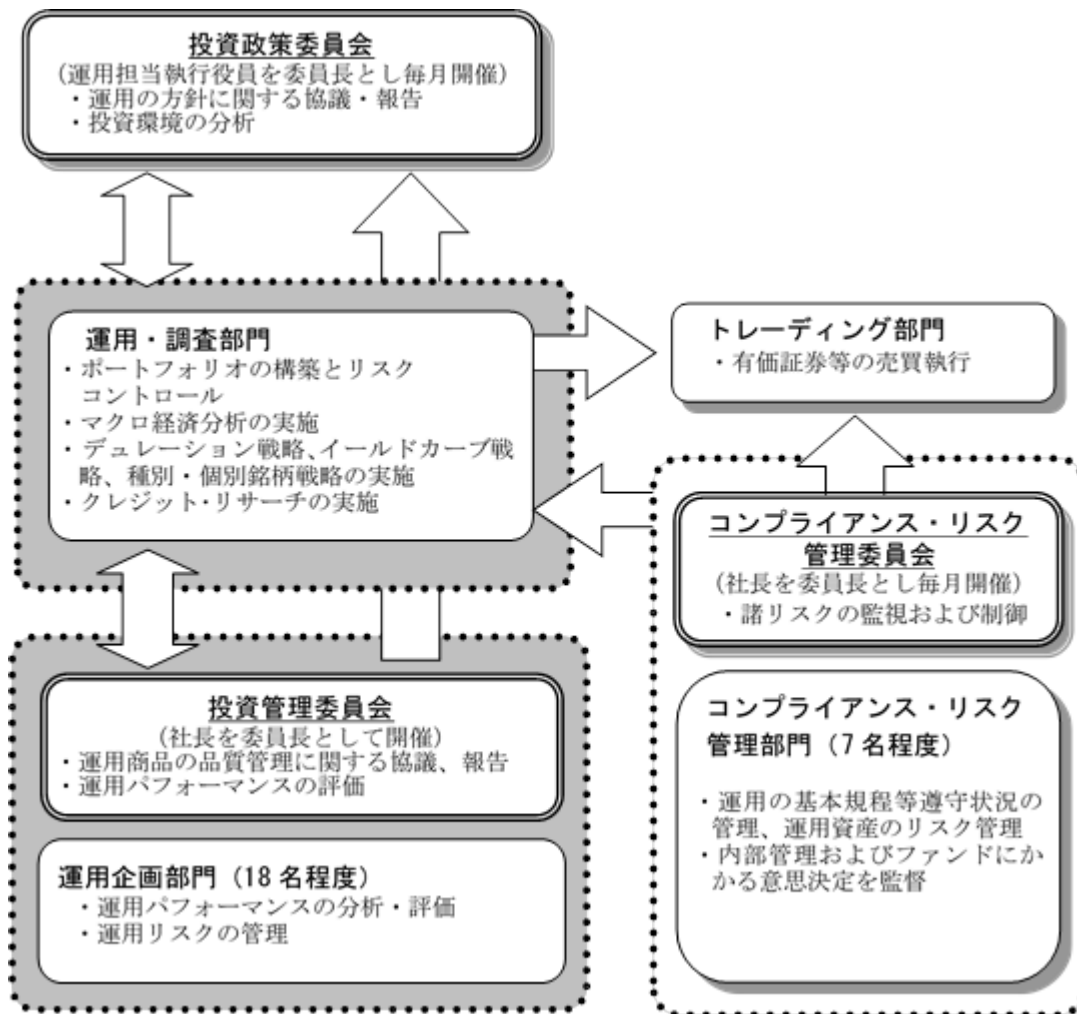 投資政策委員会
(運用担当執行役員を委員長とし毎月開催)
・運用の方針に関する協議・報告
・投資環境の分析
運用・調査部門
・ポートフォリオの構築とリスク
コントロール
・マクロ経済分析の実施
・デュレーション戦略、イールドカーブ戦
略、種別・個別銘柄戦略の実施
・クレジット・リサーチの実施
トレーディング部門
・有価証券等の売買執行
コンプライアンス・リスク
管理委員会
(社長を委員長とし毎月開催)
・諸リスクの監視および制御
投資管理委員会
(社長を委員長として開催)
・運用商品の品質管理に関する協議、報告
・運用パフォーマンスの評価
運用企画部門(18名程度)
・運用パフォーマンスの分析・評価
・運用リスクの管理
コンプライアンス・リスク
管理部門(7名程度)
・運用の基本規程等遵守状況の
管理、運用資産のリスク管理
・内部管理およびファンドにか
かる意思決定を監督